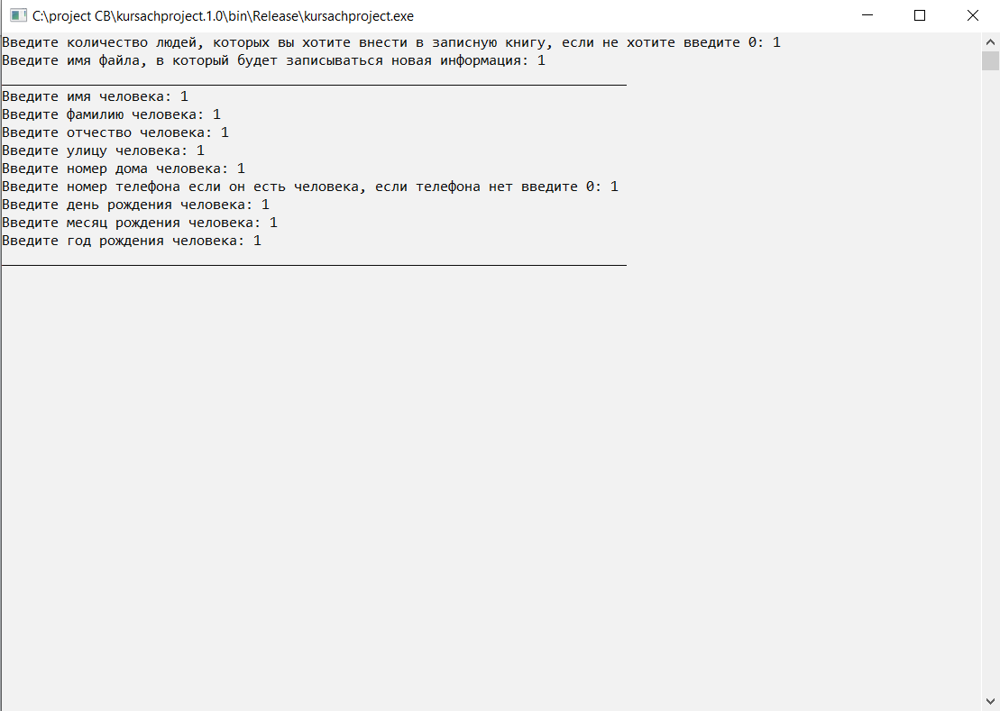 C:\project CB\kursachproject.1.0\bin\Release\kursachproject.exe
Введите количество людей, которых вы хотите внести в записную книгу, если не хотите введите 0: 1
Введите имя файла, в который будет записываться новая информация: 1
Введите имя человека: 1
Введите фамилию человека: 1
Введите отчество человека: 1
Введите улицу человека: 1
Введите номер дома человека: 1
Введите номер телефона если он есть человека, если телефона нет введите 0: 1
Введите день рождения человека: 1
Введите месяц рождения человека: 1
Введите год рождения человека: 1